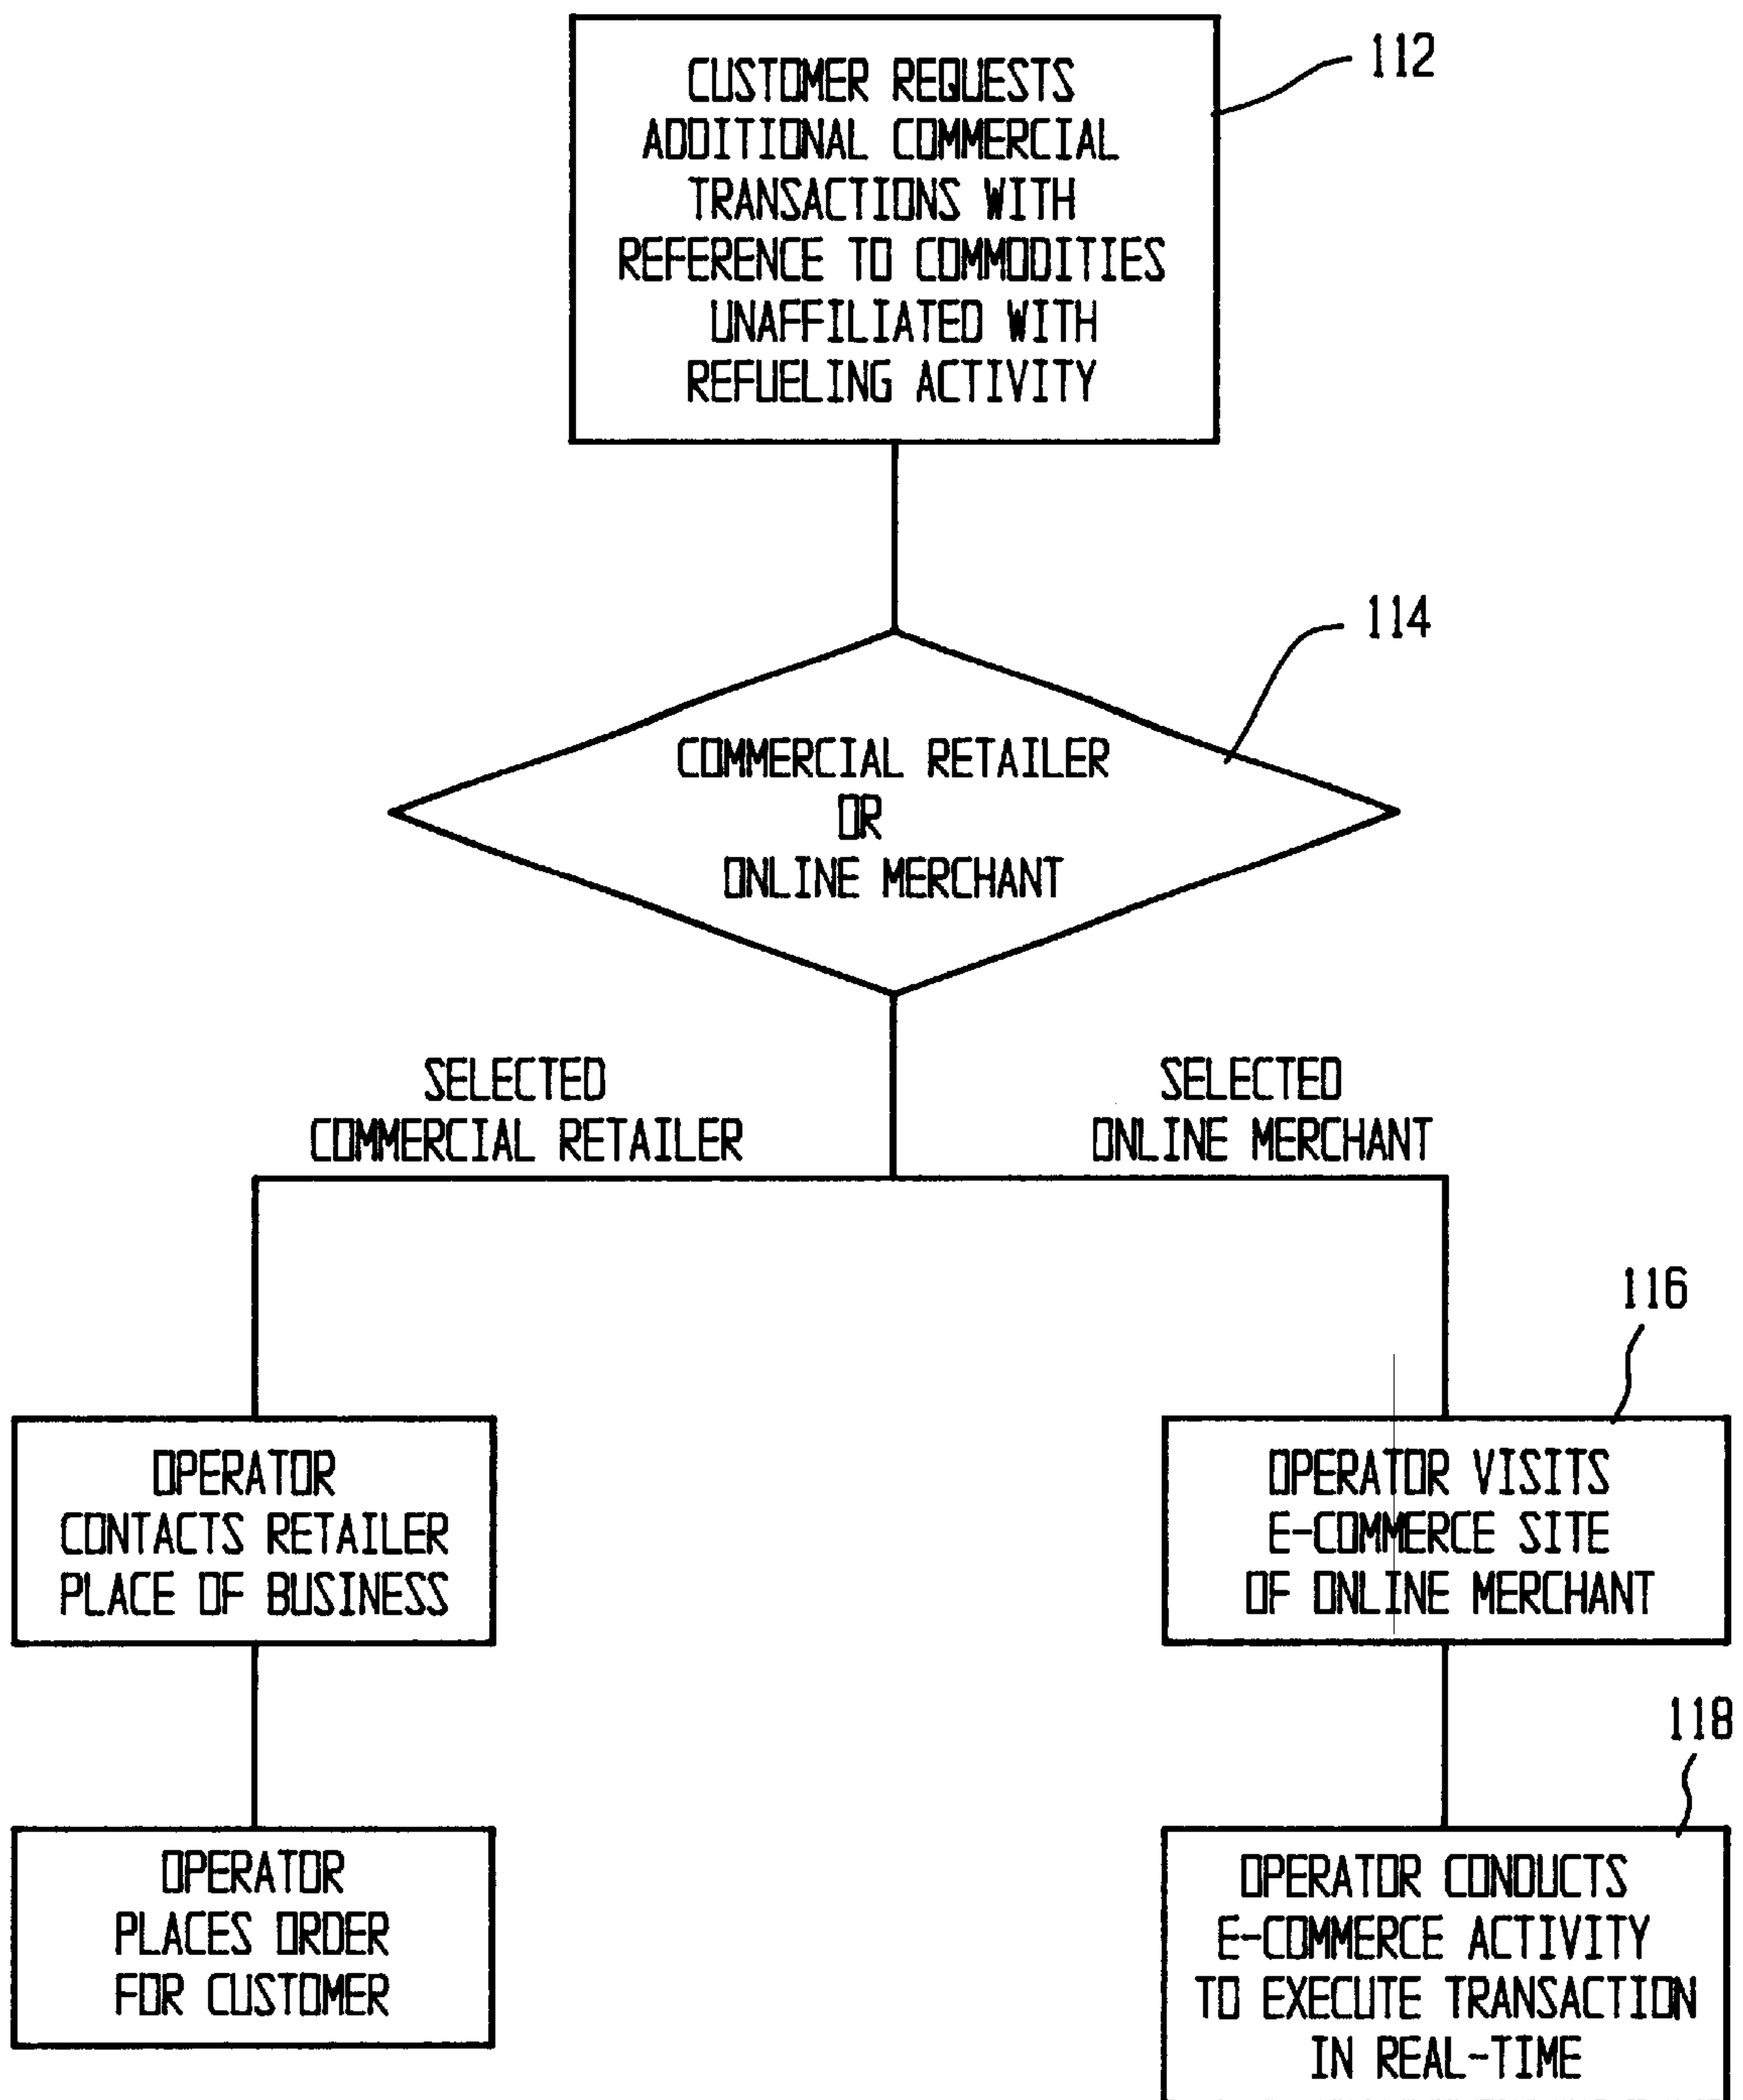 112
CUSTOMER REQUESTS
ADDITIONAL COMMERCIAL
TRANSACTIONS WITH
REFERENCE TO COMMODITIES
UNAFFILIATED WITH
REFUELING ACTIVITY
114
COMMERCIAL RETAILER
OR
ONLINE MERCHANT
SELECTED
COMMERCIAL RETAILER
SELECTED
ONLINE MERCHANT
OPERATOR
CONTACTS RETAILER
PLACE OF BUSINESS
116
OPERATOR VISITS
E-COMMERCE SITE
OF ONLINE MERCHANT
OPERATOR
PLACES ORDER
FOR CUSTOMER
118
OPERATOR CONDUCTS
E-COMMERCE ACTIVITY
TO EXECUTE TRANSACTION
IN REAL-TIME